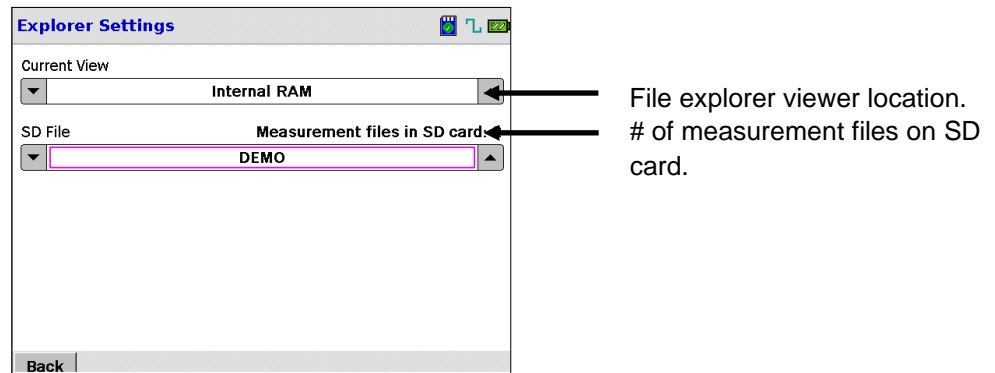 Explorer Settings
Current View
Internal RAM
File explorer viewer location.
SD File
Measurement files in SD card:
# of measurement files on SD
card.
DEMO
Back